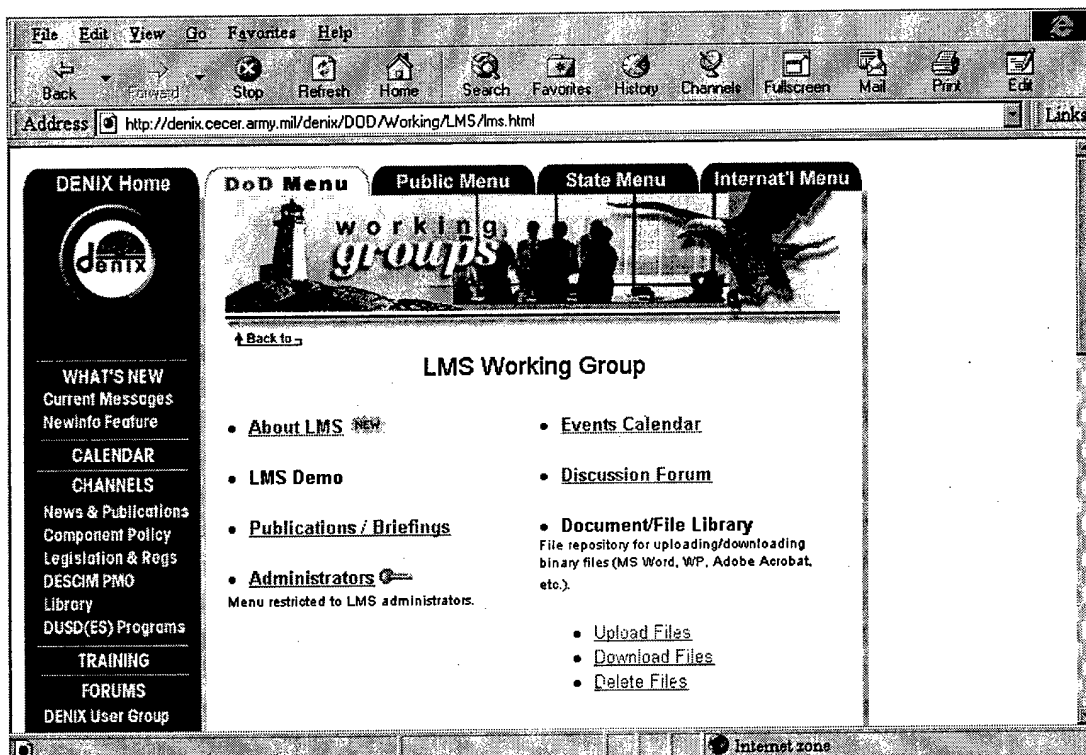 File Edit View Go Favorites Help
Back Forward Stop Refresh Home Search Favorites History Channels Fullscreen Mail Print Edit
Address http://denix.cecer.army.mil/denix/DOD/Working/LMS/lms.html Links
DENIX Home
DoD Menu Public Menu State Menu Internat'l Menu
denix
working
groups
Back to
LMS Working Group
WHAT'S NEW
Current Messages
NewInfo Feature
CALENDAR
CHANNELS
News & Publications
Component Policy
Legislation & Regs
DESCIM PMO
Library
DUSD(ES) Programs
TRAINING
FORUMS
DENIX User Group
• About LMS NEW
• LMS Demo
• Publications / Briefings
• Administrators
Menu restricted to LMS administrators.
• Events Calendar
• Discussion Forum
• Document/File Library
File repository for uploading/downloading
binary files (MS Word, WP, Adobe Acrobat,
etc.).
• Upload Files
• Download Files
• Delete Files
Internet zone